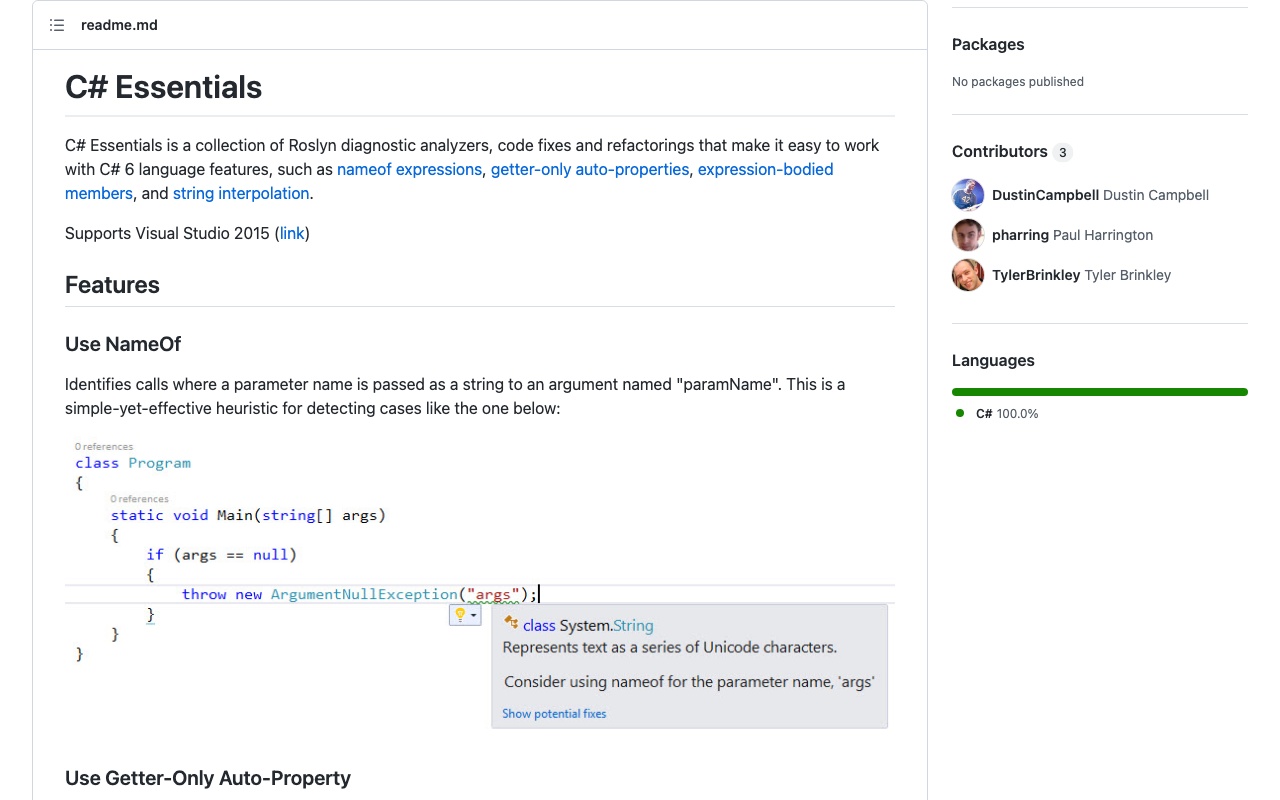 readme.md
C# Essentials
C# Essentials is a collection of Roslyn diagnostic analyzers, code fixes and refactorings that make it easy to work
with C# 6 language features, such as nameof expressions, getter-only auto-properties, expression-bodied
members, and string interpolation.
Supports Visual Studio 2015 (link)
Features
Use NameOf
Identifies calls where a parameter name is passed as a string to an argument named "paramName". This is a
simple-yet-effective heuristic for detecting cases like the one below:
0 references
class Program
{
0 references
static void Main(string[] args)
{
if (args == null)
{
throw new ArgumentNullException("args");
}
}
}
class System.String
Represents text as a series of Unicode characters.
Consider using nameof for the parameter name, 'args'
Show potential fixes
Use Getter-Only Auto-Property
Packages
No packages published
Contributors 3
DustinCampbell Dustin Campbell
pharring Paul Harrington
TylerBrinkley Tyler Brinkley
Languages
C# 100.0%